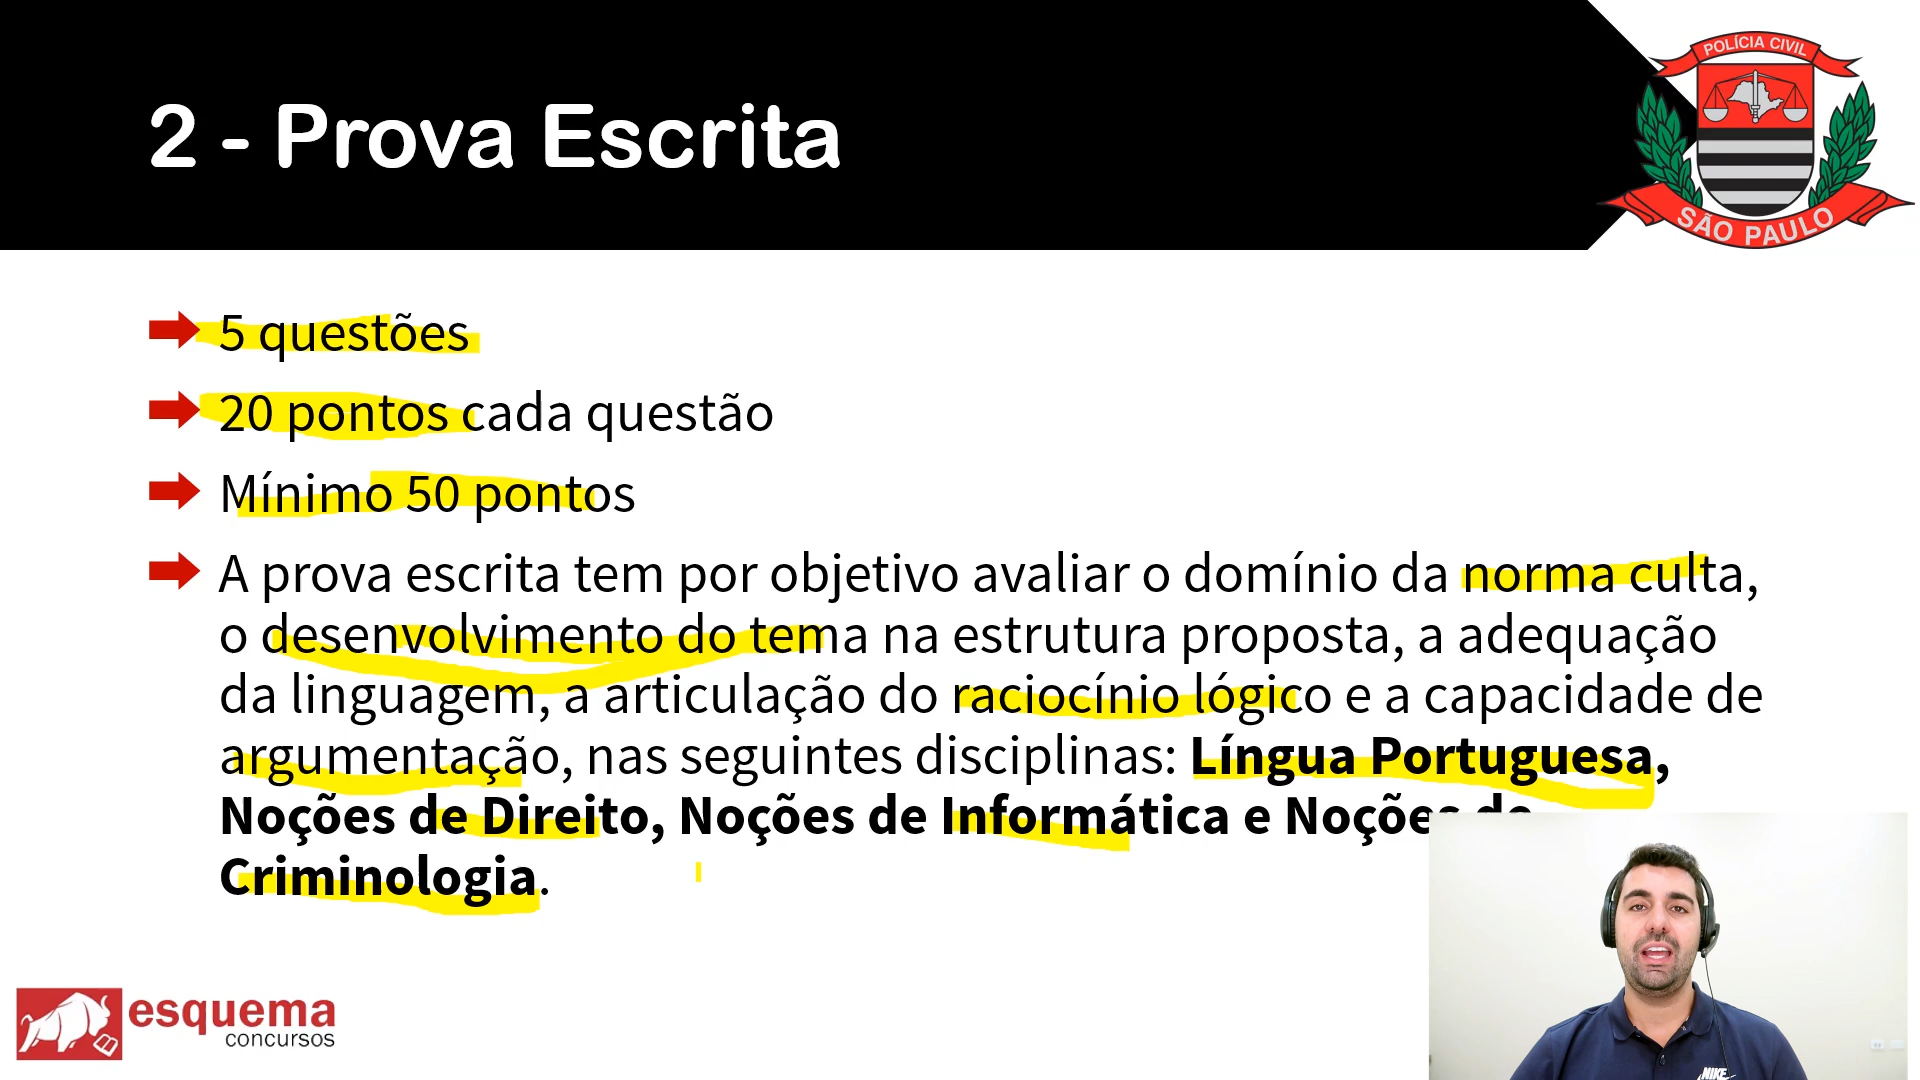 POLÍCIA CIVIL
2 - Prova Escrita
SÃO PAULO
5 questões
20 pontos cada questão
Mínimo 50 pontos
A prova escrita tem por objetivo avaliar o domínio da norma culta,
o desenvolvimento do tema na estrutura proposta, a adequação
da linguagem, a articulação do raciocínio lógico e a capacidade de
argumentação, nas seguintes disciplinas: Língua Portuguesa,
Noções de Direito, Noções de Informática e Noções de
Criminologia.
esquema
concursos
NIKE